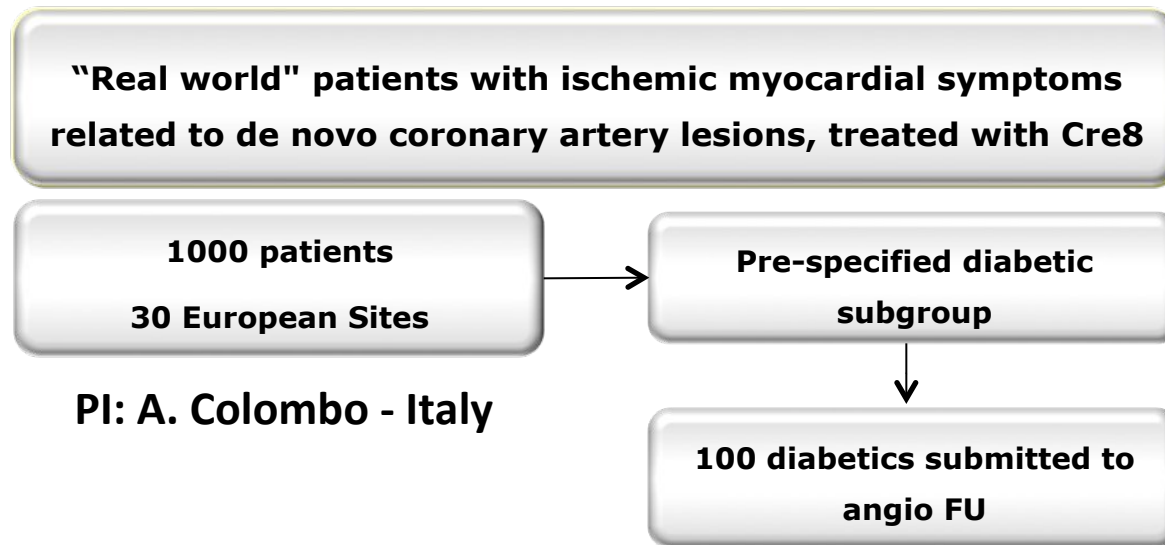 “Real world" patients with ischemic myocardial symptoms
related to de novo coronary artery lesions, treated with Cre8
1000 patients
30 European Sites
Pre-specified diabetic
subgroup
PI: A. Colombo - Italy
100 diabetics submitted to
angio FU